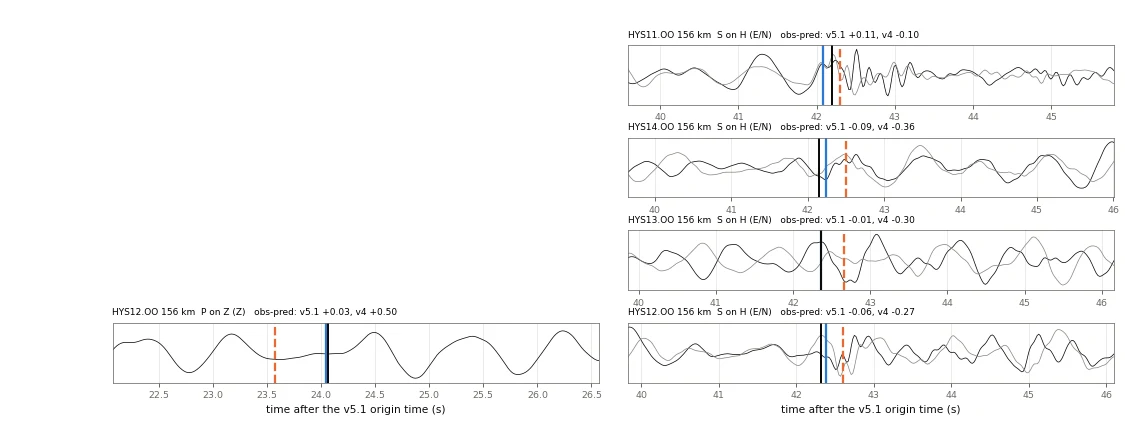 HYS11.OO 156 km  S on H (E/N)   obs-pred: v5.1 +0.11, v4 -0.10
40 41 42 43 44 45
HYS14.OO 156 km  S on H (E/N)   obs-pred: v5.1 -0.09, v4 -0.36
40 41 42 43 44 45 46
HYS13.OO 156 km  S on H (E/N)   obs-pred: v5.1 -0.01, v4 -0.30
40 41 42 43 44 45 46
HYS12.OO 156 km  P on Z (Z)   obs-pred: v5.1 +0.03, v4 +0.50
22.5 23.0 23.5 24.0 24.5 25.0 25.5 26.0 26.5
time after the v5.1 origin time (s)
HYS12.OO 156 km  S on H (E/N)   obs-pred: v5.1 -0.06, v4 -0.27
40 41 42 43 44 45 46
time after the v5.1 origin time (s)